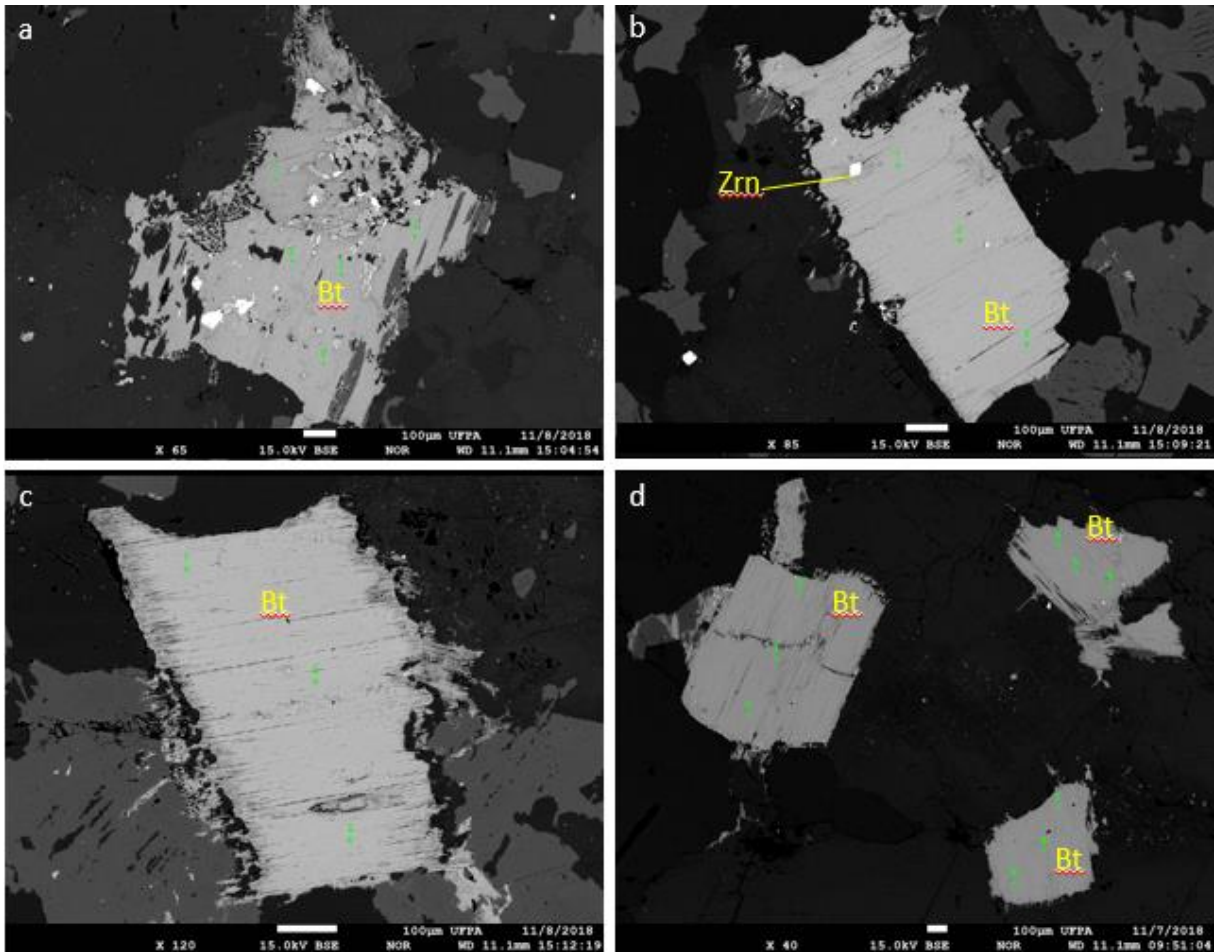 a
Bt
100µm UFPA 11/8/2018
X 65 15.0kV BSE NOR WD 11.1mm 15:04:54
b
Zrn
Bt
100µm UFPA 11/8/2018
X 85 15.0kV BSE NOR WD 11.1mm 15:09:21
c
Bt
100µm UFPA 11/8/2018
X 120 15.0kV BSE NOR WD 11.1mm 15:12:19
d
Bt
Bt
Bt
100µm UFPA 11/7/2018
X 40 15.0kV BSE NOR WD 11.1mm 09:55:04